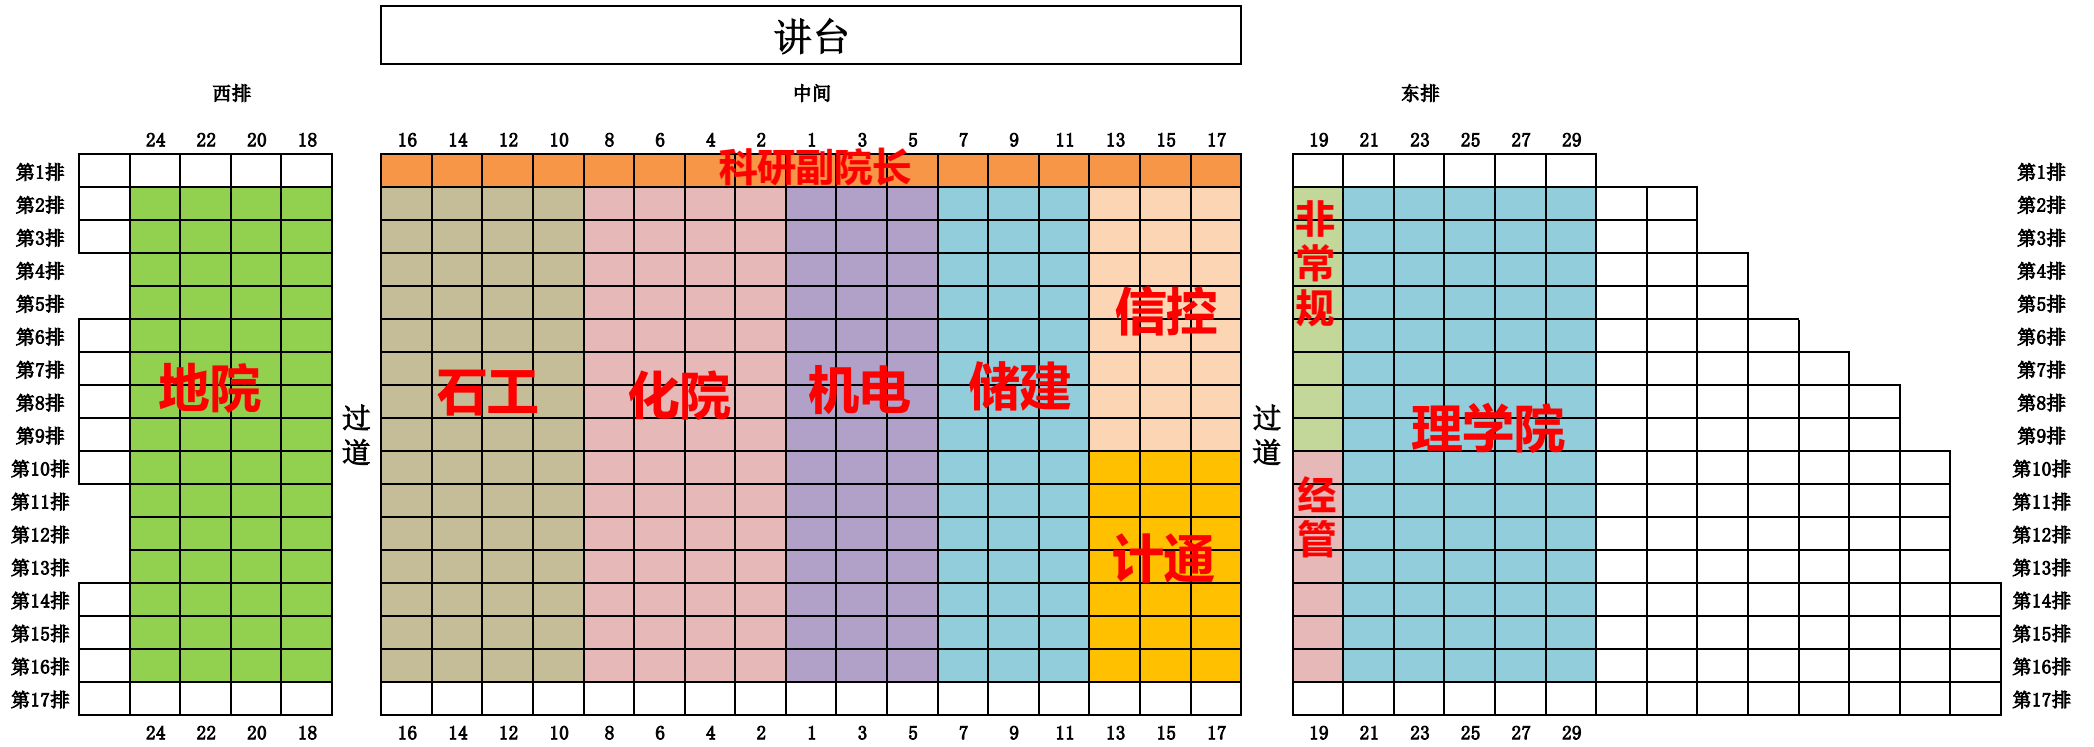 讲台
西排 中间 东排
24 22 20 18 16 14 12 10 8 6 4 2 1 3 5 7 9 11 13 15 17 19 21 23 25 27 29
第1排 科研副院长 第1排
第2排 第2排
第3排 第3排
第4排 第4排
第5排 第5排
第6排 第6排
第7排 第7排
第8排 第8排
第9排 第9排
第10排 第10排
第11排 第11排
第12排 第12排
第13排 第13排
第14排 第14排
第15排 第15排
第16排 第16排
第17排 第17排
地院
过道
石工
化院
机电
储建
信控
计通
过道
非常规
经管
理学院
24 22 20 18 16 14 12 10 8 6 4 2 1 3 5 7 9 11 13 15 17 19 21 23 25 27 29